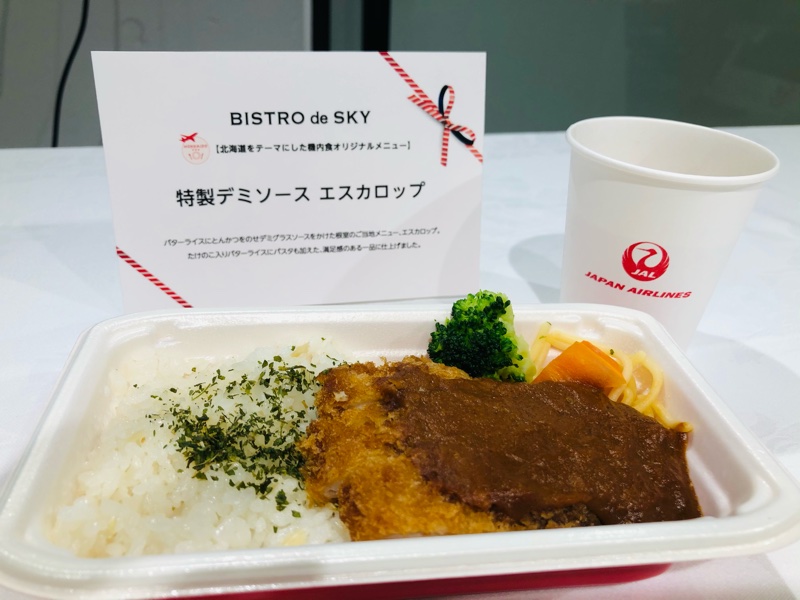 BISTRO de SKY
【北海道をテーマにした機内食オリジナルメニュー】
特製デミソース エスカロップ
バターライスにとんかつをのせデミグラスソースをかけた根室のご当地メニュー、エスカロップ。
たけのこ入りバターライスにパスタも加えた、満足感のある一品に仕上げました。
JAL
JAPAN AIRLINES